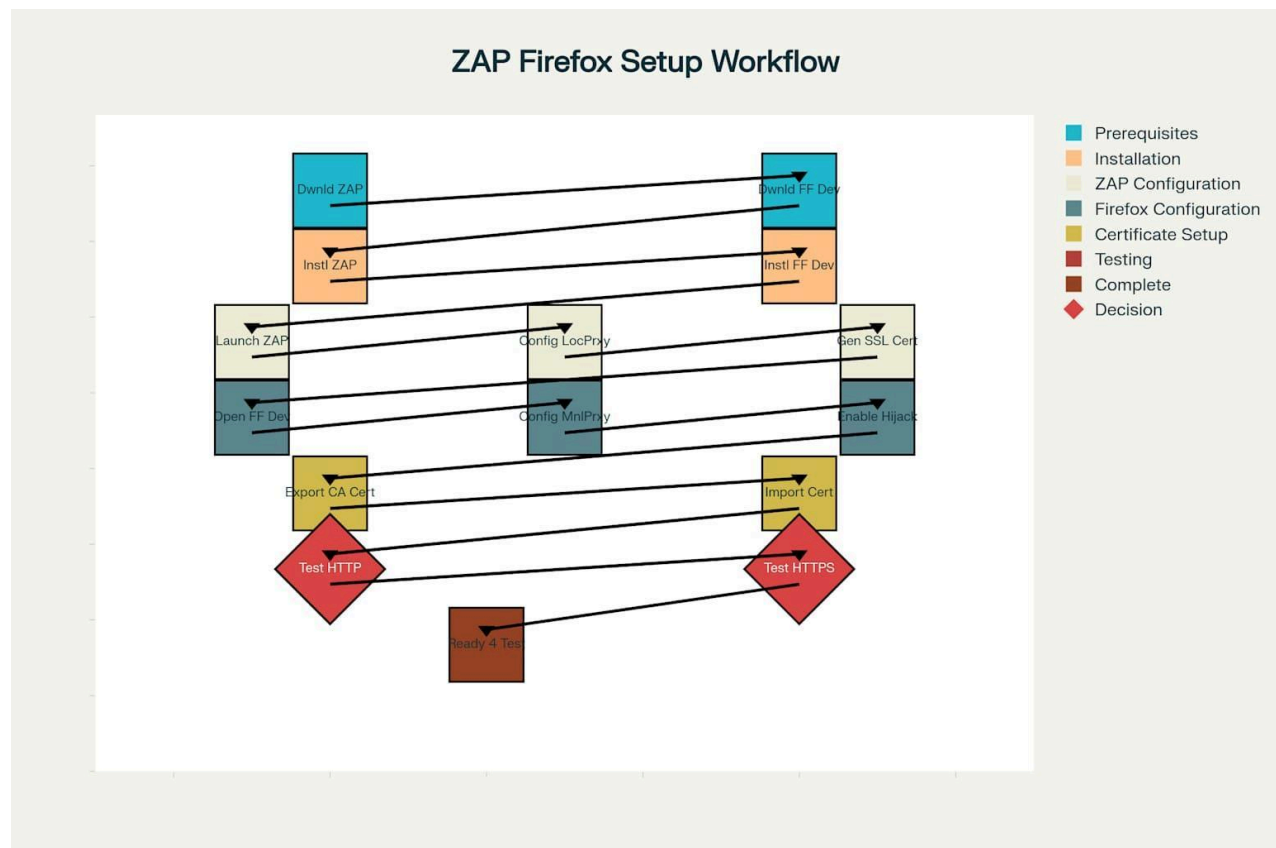 ZAP Firefox Setup Workflow
Prerequisites
Installation
ZAP Configuration
Firefox Configuration
Certificate Setup
Testing
Complete
Decision
Dwnld ZAP
Dwnld FF Dev
Instl ZAP
Instl FF Dev
Launch ZAP
Config LocPrxy
Gen SSL Cert
Open FF Dev
Config MnlPrxy
Enable Hijack
Export CA Cert
Import Cert
Test HTTP
Test HTTPS
Ready 4 Test